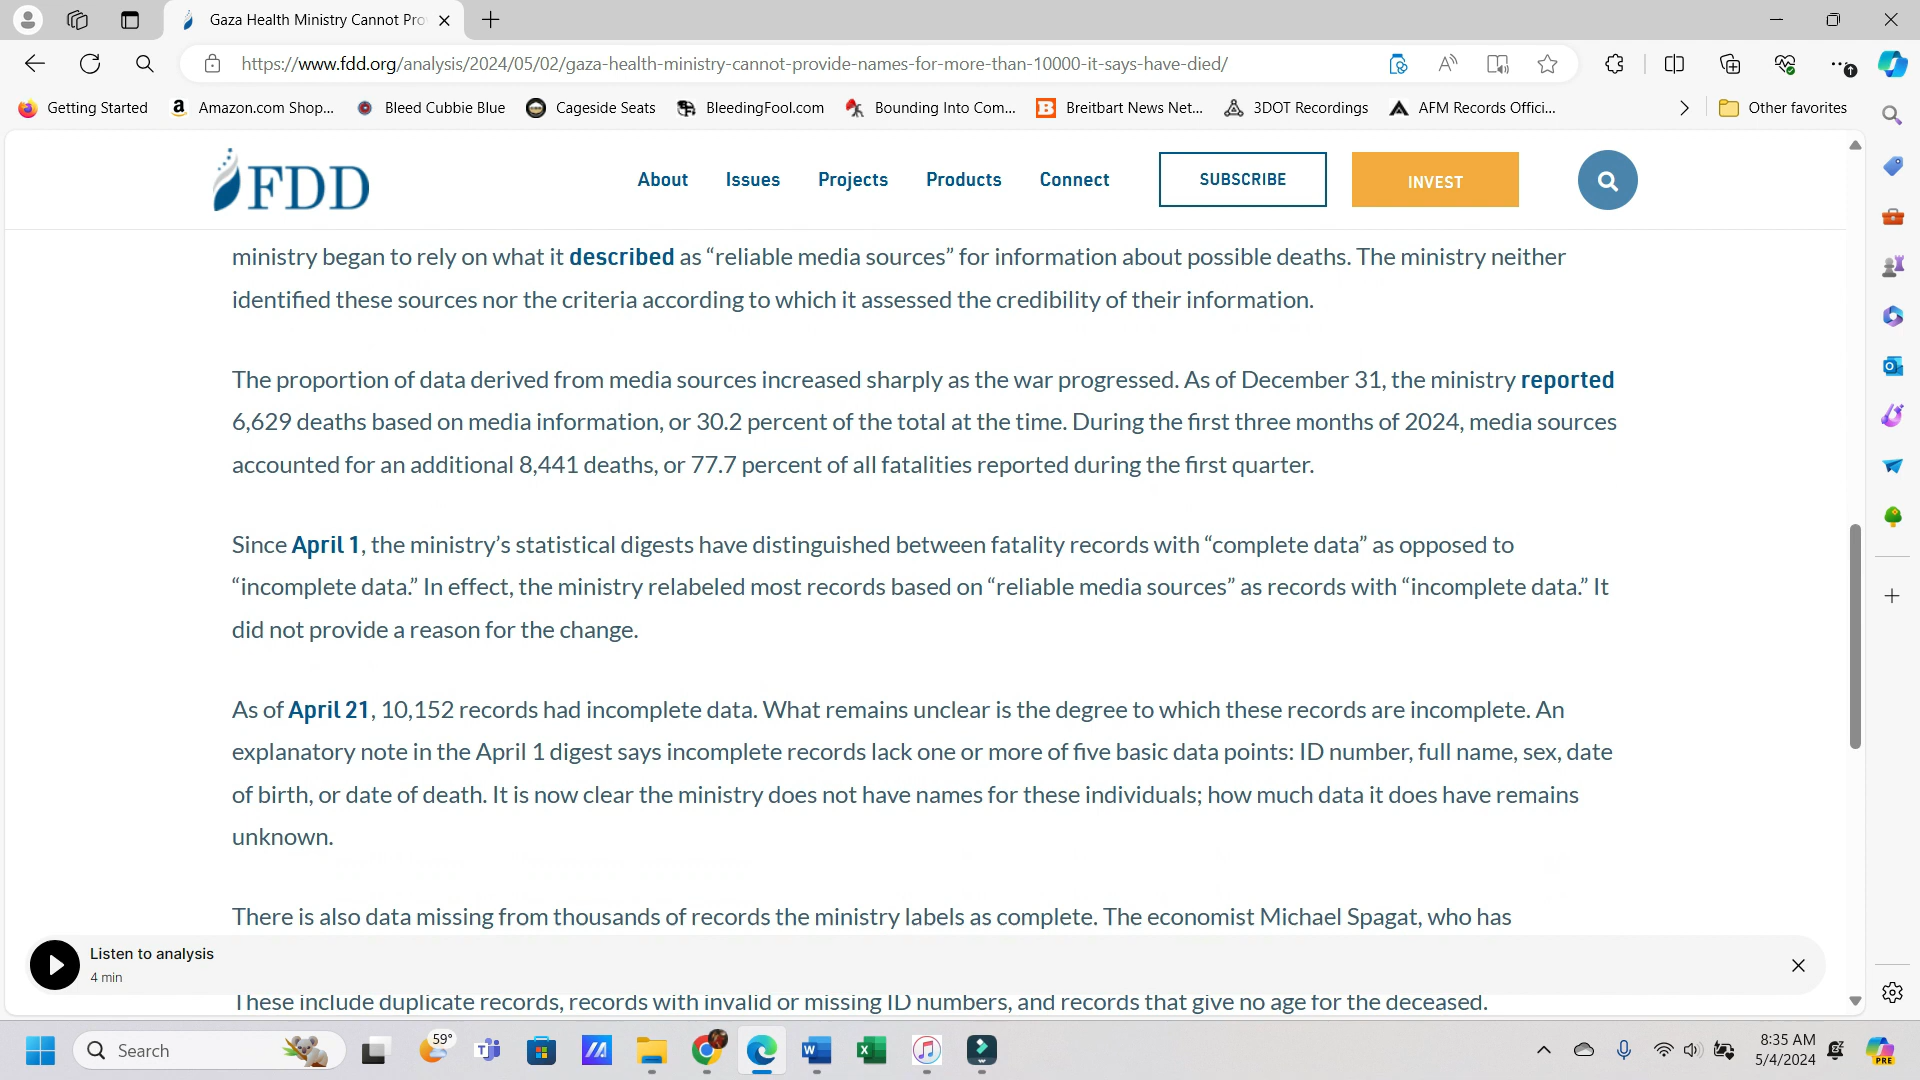 Gaza Health Ministry Cannot Pro
https://www.fdd.org/analysis/2024/05/02/gaza-health-ministry-cannot-provide-names-for-more-than-10000-it-says-have-died/
Getting Started
Amazon.com Shop...
Bleed Cubbie Blue
Cageside Seats
BleedingFool.com
Bounding Into Com...
Breitbart News Net...
3DOT Recordings
AFM Records Offici...
Other favorites
FDD
About
Issues
Projects
Products
Connect
SUBSCRIBE
INVEST
ministry began to rely on what it described as “reliable media sources” for information about possible deaths. The ministry neither
identified these sources nor the criteria according to which it assessed the credibility of their information.
The proportion of data derived from media sources increased sharply as the war progressed. As of December 31, the ministry reported
6,629 deaths based on media information, or 30.2 percent of the total at the time. During the first three months of 2024, media sources
accounted for an additional 8,441 deaths, or 77.7 percent of all fatalities reported during the first quarter.
Since April 1, the ministry’s statistical digests have distinguished between fatality records with “complete data” as opposed to
“incomplete data.” In effect, the ministry relabeled most records based on “reliable media sources” as records with “incomplete data.” It
did not provide a reason for the change.
As of April 21, 10,152 records had incomplete data. What remains unclear is the degree to which these records are incomplete. An
explanatory note in the April 1 digest says incomplete records lack one or more of five basic data points: ID number, full name, sex, date
of birth, or date of death. It is now clear the ministry does not have names for these individuals; how much data it does have remains
unknown.
There is also data missing from thousands of records the ministry labels as complete. The economist Michael Spagat, who has
Listen to analysis
4 min
These include duplicate records, records with invalid or missing ID numbers, and records that give no age for the deceased.
Search
59°
8:35 AM
5/4/2024
PRE